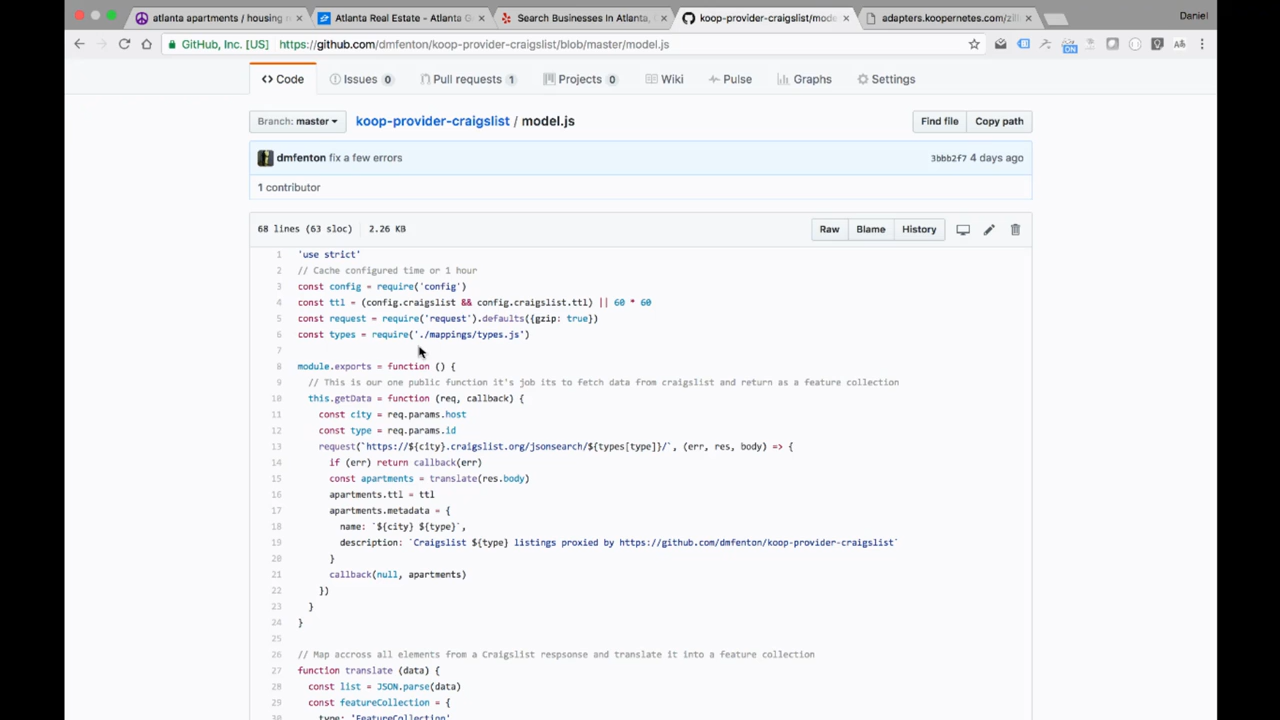 atlanta apartments / housing
Atlanta Real Estate - Atlanta
Search Businesses In Atlanta,
koop-provider-craigslist/mode
adapters.koopernetes.com/zill
Daniel
GitHub, Inc. [US]
https://github.com/dmfenton/koop-provider-craigslist/blob/master/model.js
ON
<> Code
Issues 0
Pull requests 1
Projects 0
Wiki
Pulse
Graphs
Settings
Branch: master
koop-provider-craigslist / model.js
Find file
Copy path
dmfenton fix a few errors
3bbb2f7 4 days ago
1 contributor
68 lines (63 sloc) 2.26 KB
Raw
Blame
History
1 'use strict'
2 // Cache configured time or 1 hour
3 const config = require('config')
4 const ttl = (config.craigslist && config.craigslist.ttl) || 60 * 60
5 const request = require('request').defaults({gzip: true})
6 const types = require('./mappings/types.js')
7
8 module.exports = function () {
9 // This is our one public function it's job its to fetch data from craigslist and return as a feature collection
10 this.getData = function (req, callback) {
11 const city = req.params.host
12 const type = req.params.id
13 request(`https://${city}.craigslist.org/jsonsearch/${types[type]}/`, (err, res, body) => {
14 if (err) return callback(err)
15 const apartments = translate(res.body)
16 apartments.ttl = ttl
17 apartments.metadata = {
18 name: `${city} ${type}`,
19 description: `Craigslist ${type} listings proxied by https://github.com/dmfenton/koop-provider-craigslist`
20 }
21 callback(null, apartments)
22 })
23 }
24 }
25
26 // Map accross all elements from a Craigslist respsonse and translate it into a feature collection
27 function translate (data) {
28 const list = JSON.parse(data)
29 const featureCollection = {
30 type: 'FeatureCollection'